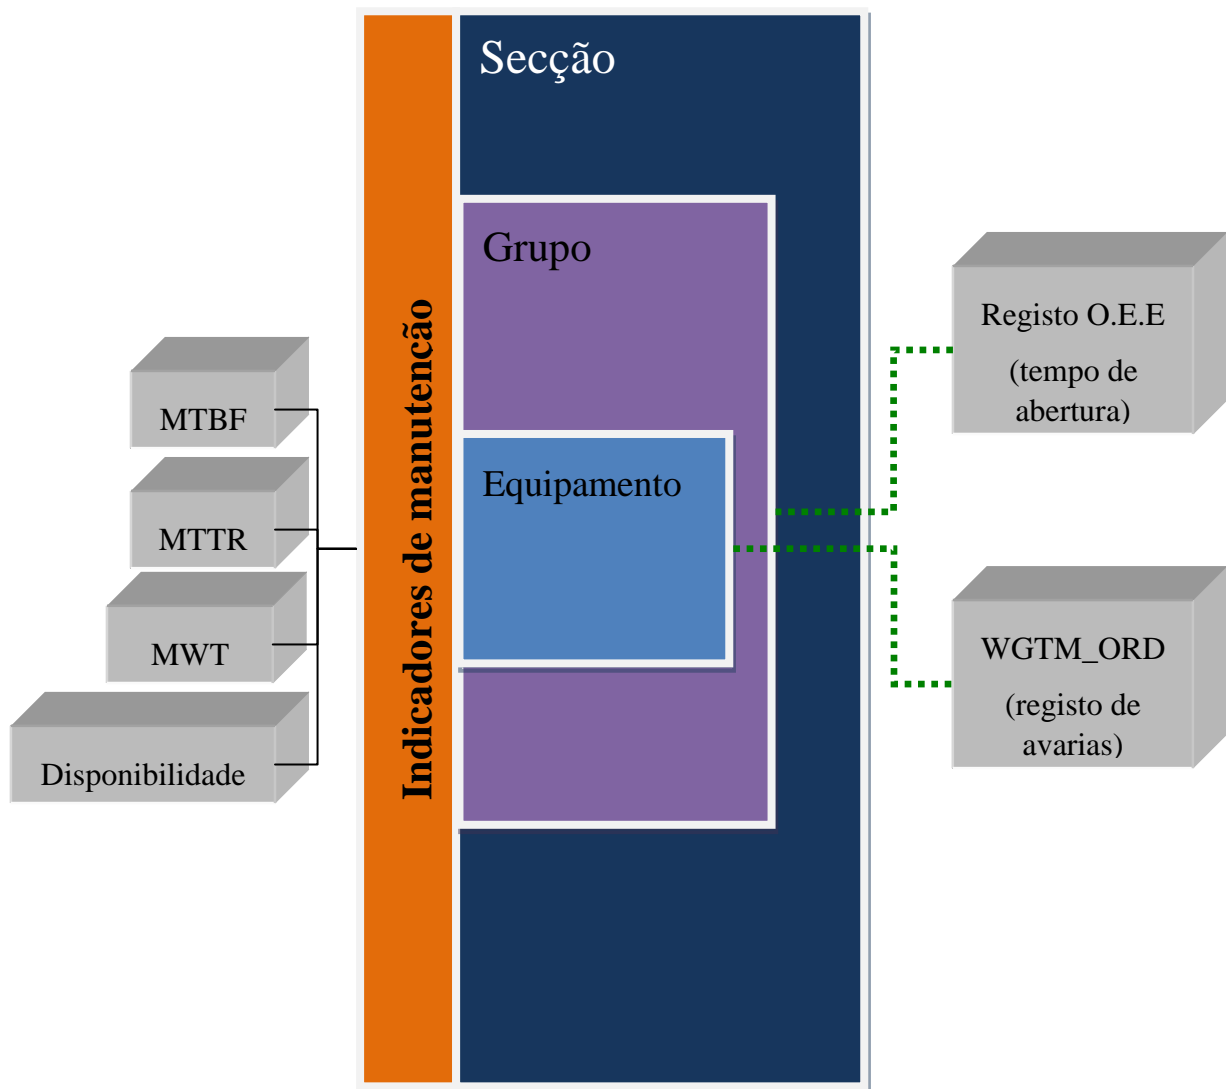 Secção
Grupo
Equipamento
Indicadores de manutenção
MTBF
MTTR
MWT
Disponibilidade
Registo O.E.E
(tempo de
abertura)
WGTM_ORD
(registo de
avarias)